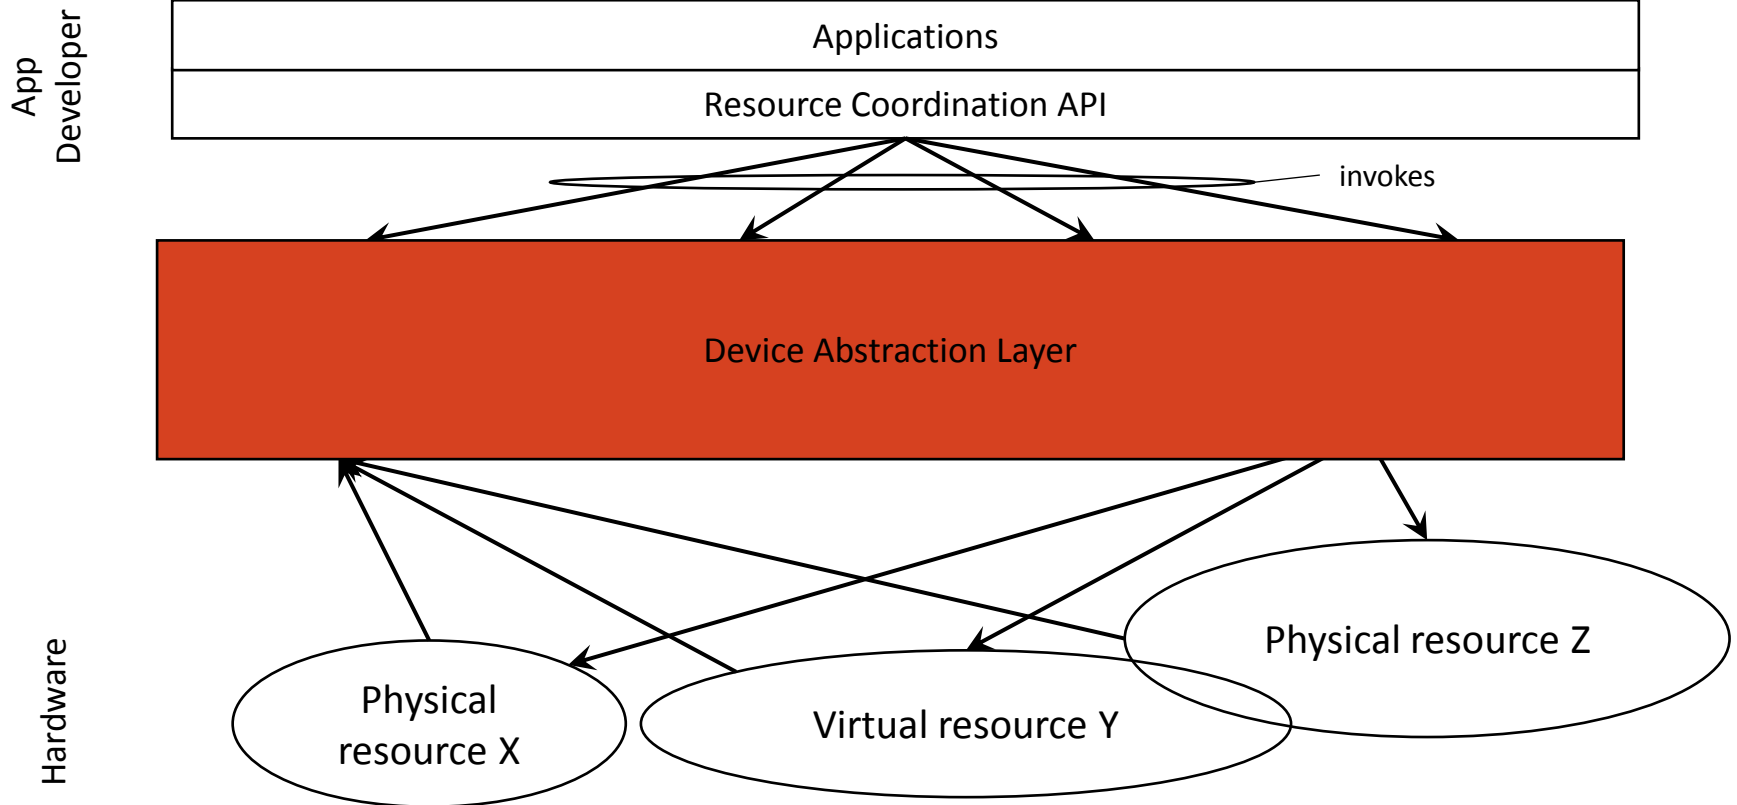 App
Developer
Applications
Resource Coordination API
invokes
Device Abstraction Layer
Hardware
Physical
resource X
Virtual resource Y
Physical resource Z